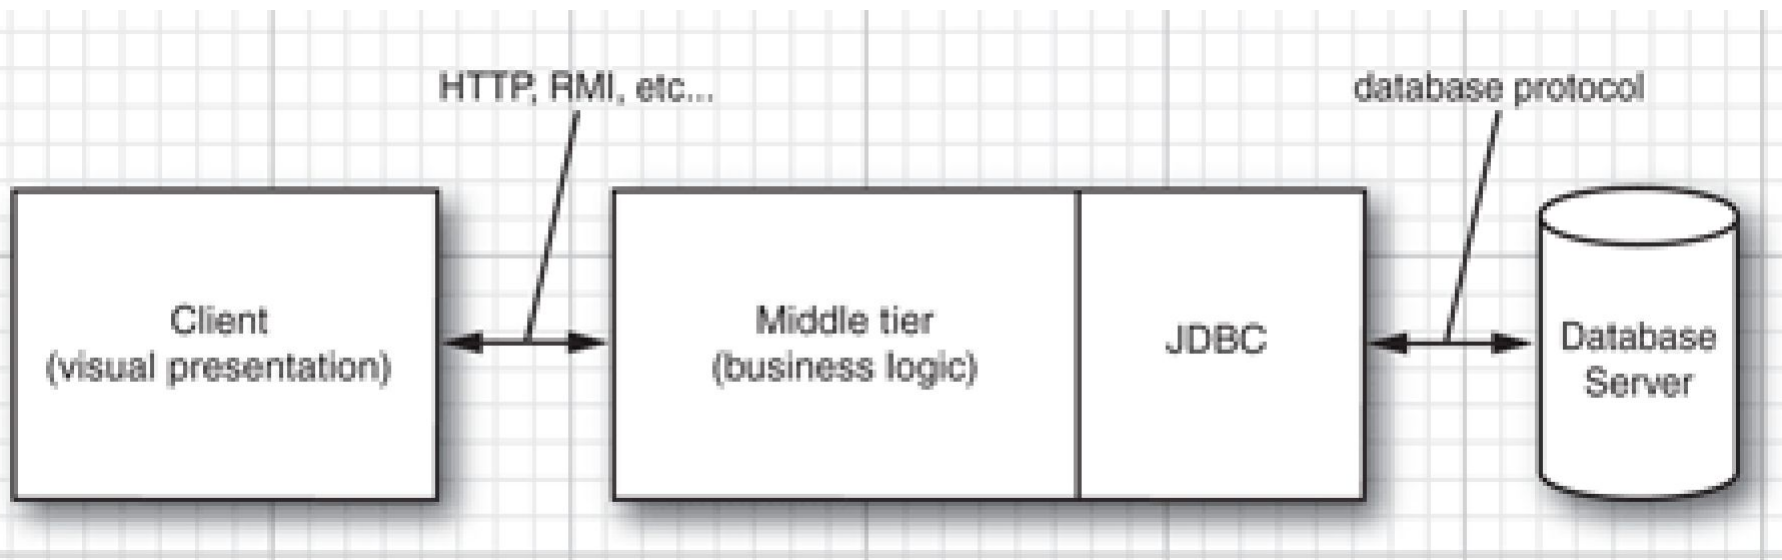 HTTP, RMI, etc...
database protocol
Client
(visual presentation)
Middle tier
(business logic)
JDBC
Database
Server